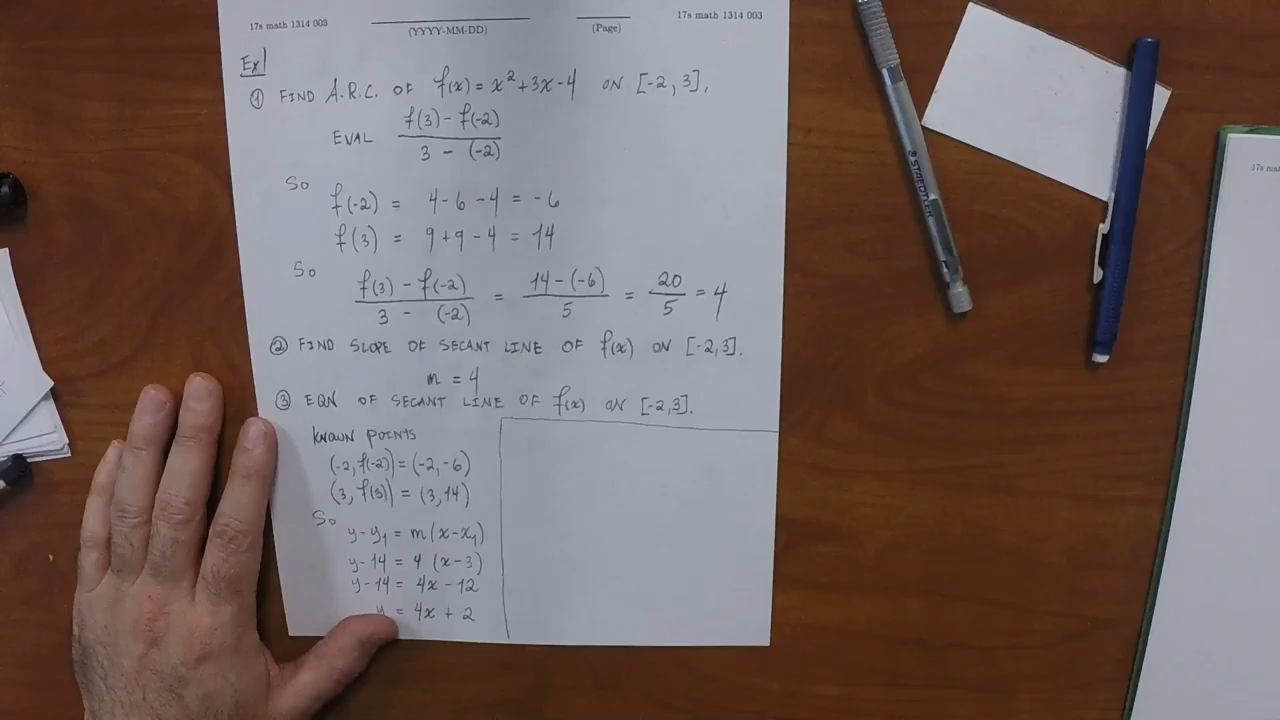 17s math 1314 003
(YYYY-MM-DD)
(Page)
17s math 1314 003
Ex1
① FIND A.R.C. OF f(x) = x² + 3x - 4 ON [-2, 3],
EVAL f(3) - f(-2) / 3 - (-2)
So
f(-2) = 4 - 6 - 4 = -6
f(3) = 9 + 9 - 4 = 14
So
f(3) - f(-2) / 3 - (-2) = 14 - (-6) / 5 = 20 / 5 = 4
② FIND SLOPE OF SECANT LINE OF f(x) ON [-2,3].
m = 4
③ EQN OF SECANT LINE OF f(x) ON [-2,3].
KNOWN POINTS
(-2, f(-2)) = (-2, -6)
(3, f(3)) = (3, 14)
So
y - y₁ = m(x - x₁)
y - 14 = 4 (x - 3)
y - 14 = 4x - 12
y = 4x + 2
STAEDTLER
17s mat